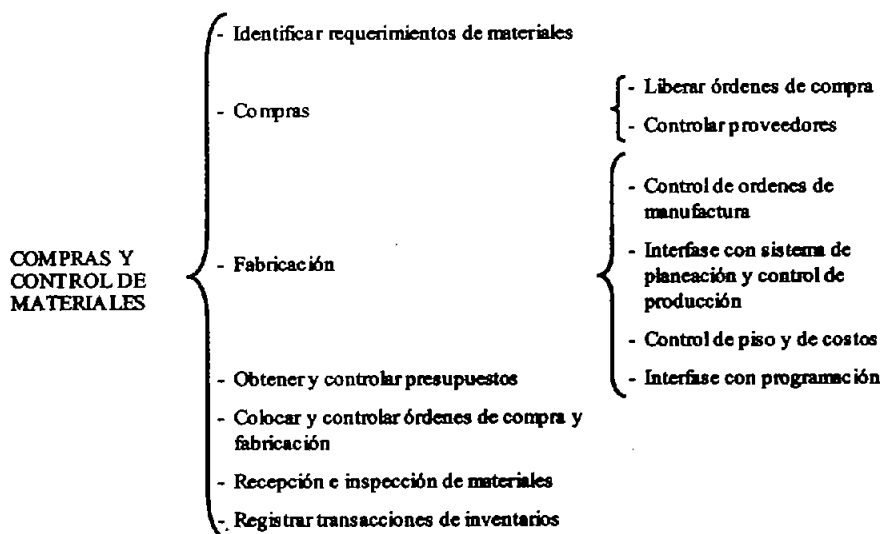 COMPRAS Y
CONTROL DE
MATERIALES
- Identificar requerimientos de materiales
- Compras
- Liberar órdenes de compra
- Controlar proveedores
- Fabricación
- Control de ordenes de
manufactura
- Interfase con sistema de
planeación y control de
producción
- Control de piso y de costos
- Interfase con programación
- Obtener y controlar presupuestos
- Colocar y controlar órdenes de compra y
fabricación
- Recepción e inspección de materiales
- Registrar transacciones de inventarios